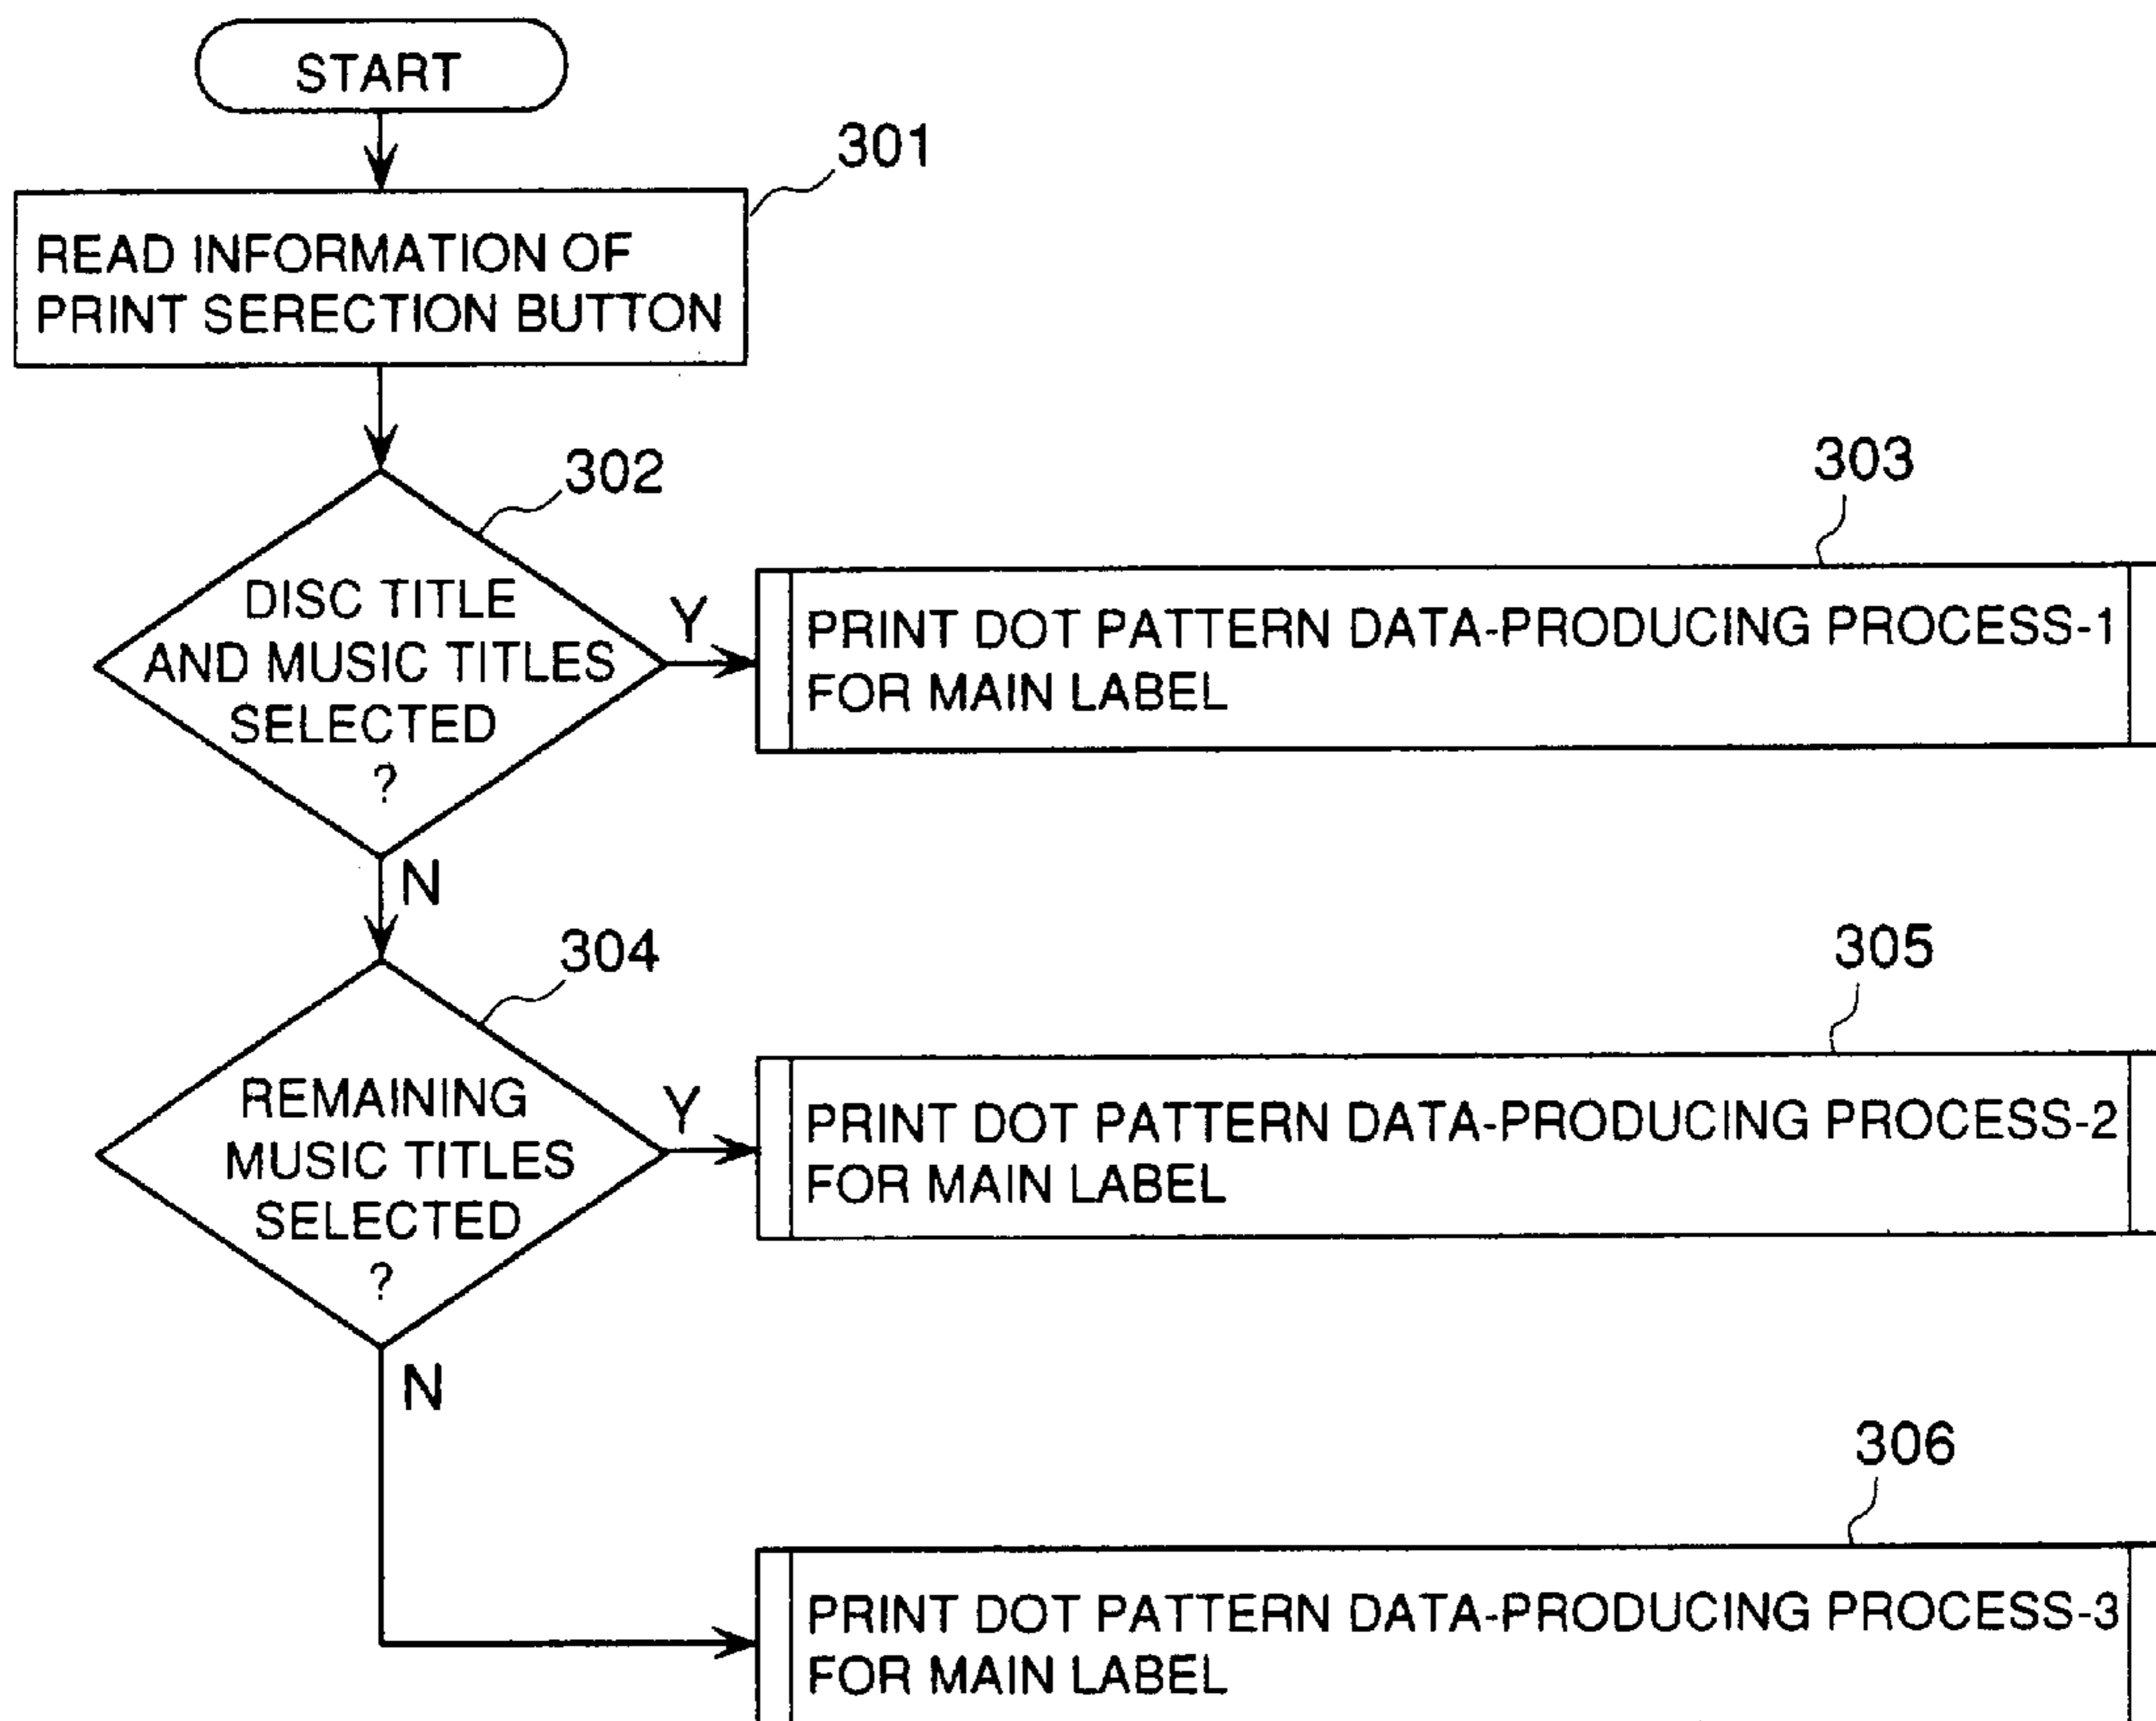 START
301
READ INFORMATION OF
PRINT SERECTION BUTTON
302
303
DISC TITLE
AND MUSIC TITLES
SELECTED
?
Y
PRINT DOT PATTERN DATA-PRODUCING PROCESS-1
FOR MAIN LABEL
N
304
305
REMAINING
MUSIC TITLES
SELECTED
?
Y
PRINT DOT PATTERN DATA-PRODUCING PROCESS-2
FOR MAIN LABEL
N
306
PRINT DOT PATTERN DATA-PRODUCING PROCESS-3
FOR MAIN LABEL